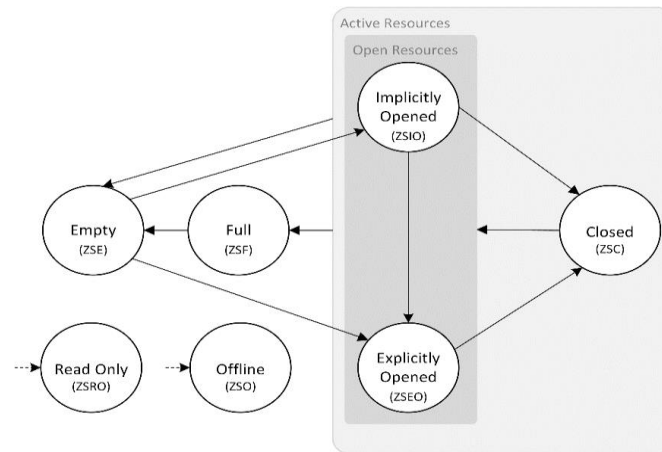 Active Resources
Open Resources
Implicitly
Opened
(ZSIO)
Empty
(ZSE)
Full
(ZSF)
Closed
(ZSC)
Read Only
(ZSRO)
Offline
(ZSO)
Explicitly
Opened
(ZSEO)